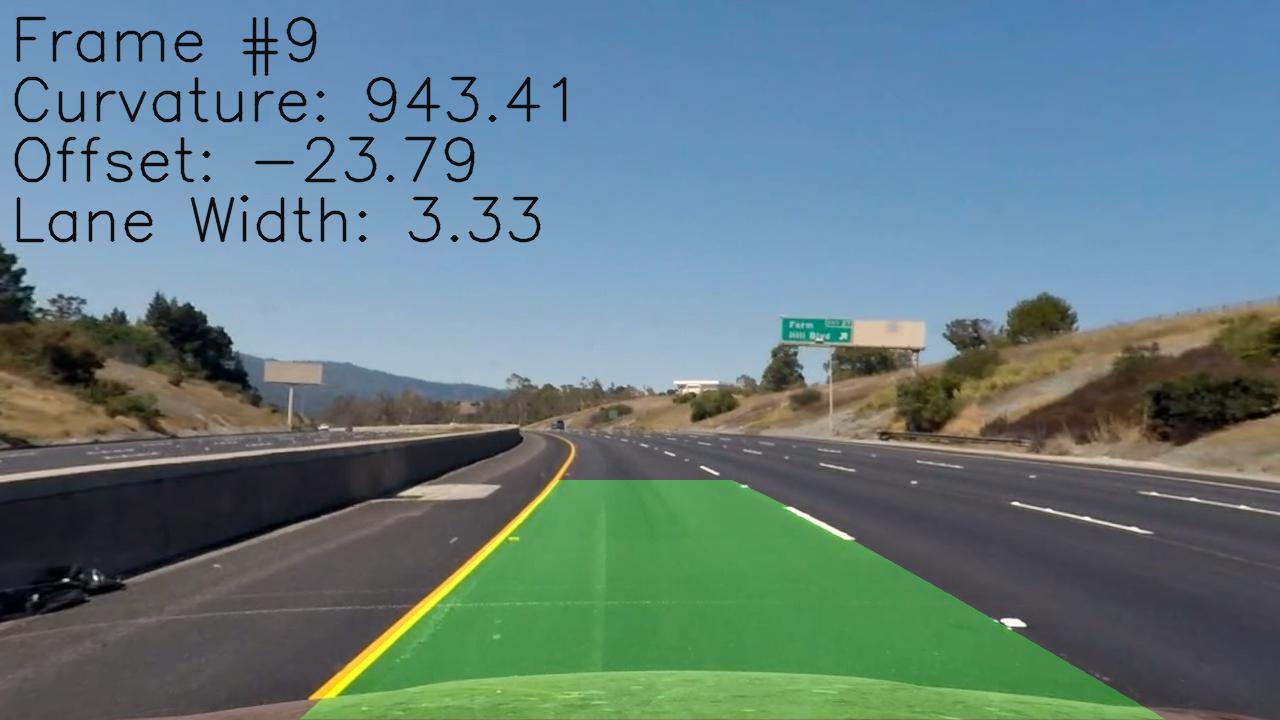 Frame #9
Curvature: 943.41
Offset: -23.79
Lane Width: 3.33
Farm
Hill Blvd